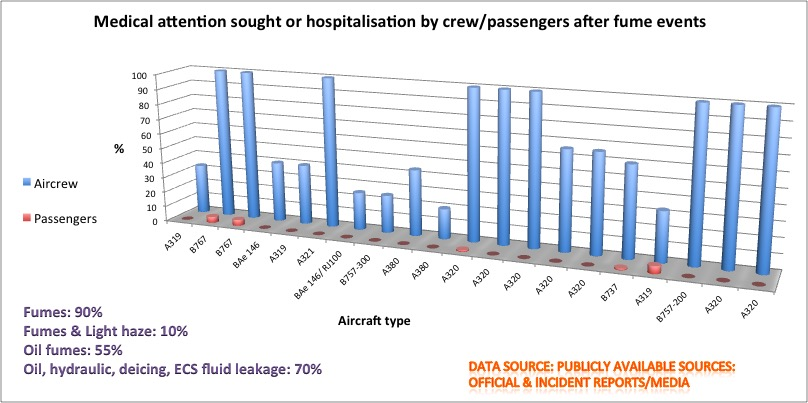 Medical attention sought or hospitalisation by crew/passengers after fume events
100
90
80
70
60
50
40
30
20
10
0
%
Aircrew
Passengers
A319
B767
B767
BAe 146
A319
A321
BAe 146/ RJ100
B757-300
A380
A380
A320
A320
A320
A320
A320
B737
A319
B757-200
A320
A320
Aircraft type
Fumes: 90%
Fumes & Light haze: 10%
Oil fumes: 55%
Oil, hydraulic, deicing, ECS fluid leakage: 70%
DATA SOURCE: PUBLICLY AVAILABLE SOURCES:
OFFICIAL & INCIDENT REPORTS/MEDIA